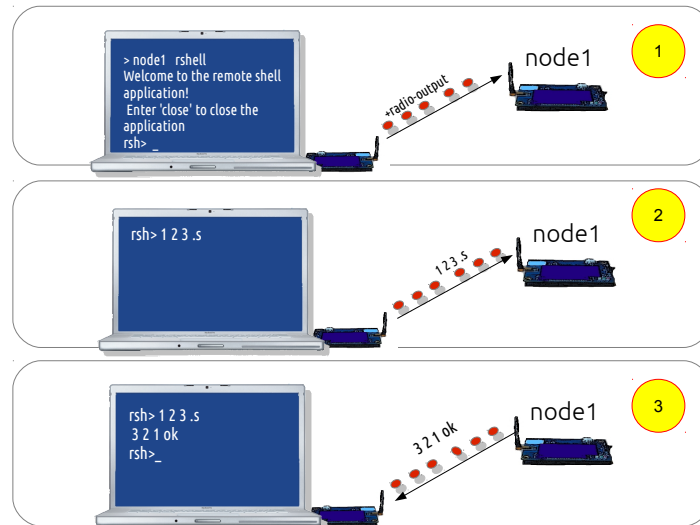 > node1 rshell
Welcome to the remote shell
application!
Enter 'close' to close the
application
rsh> _
+radio-output
node1
1
rsh> 1 2 3 .s
1 2 3 .s
node1
2
rsh> 1 2 3 .s
3 2 1 ok
rsh>_
3 2 1 ok
node1
3